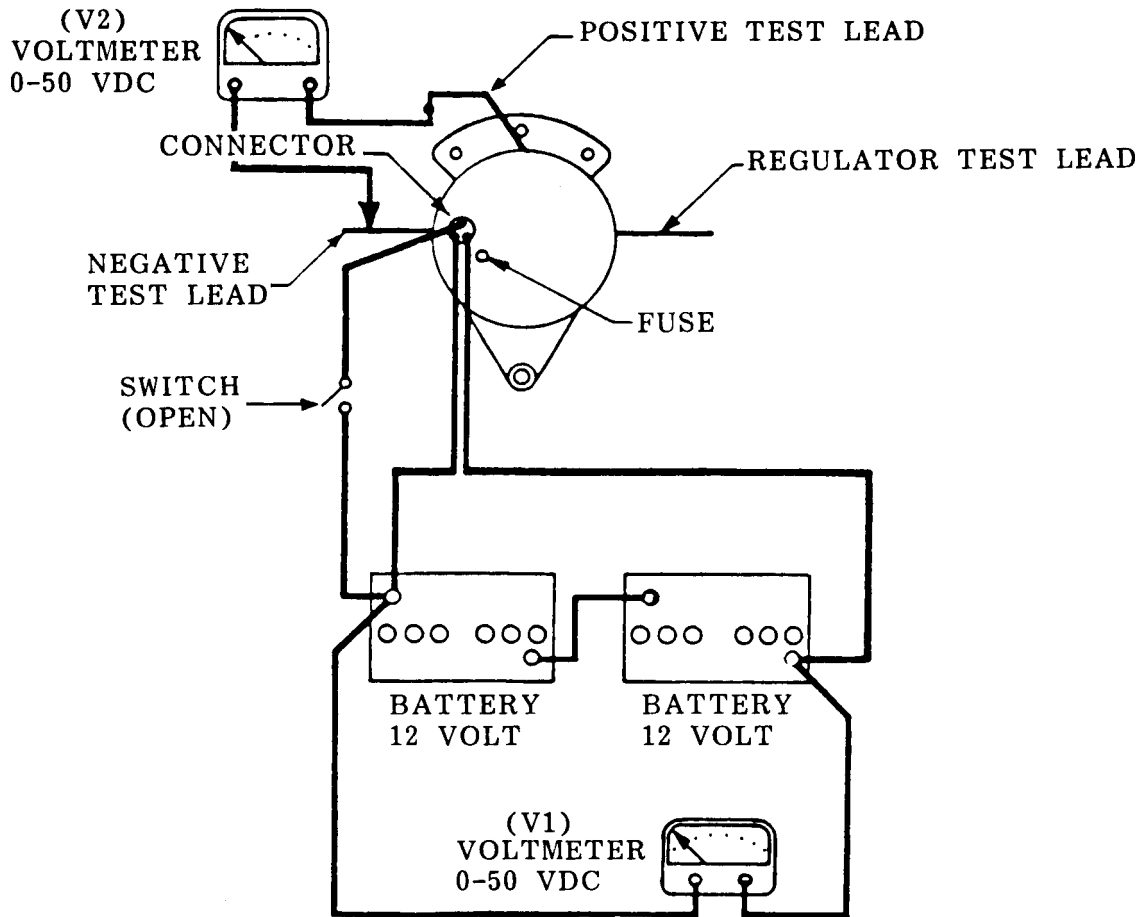 (V2)
VOLTMETER
0-50 VDC
POSITIVE TEST LEAD
CONNECTOR
REGULATOR TEST LEAD
NEGATIVE
TEST LEAD
FUSE
SWITCH
(OPEN)
BATTERY
12 VOLT
BATTERY
12 VOLT
(V1)
VOLTMETER
0-50 VDC